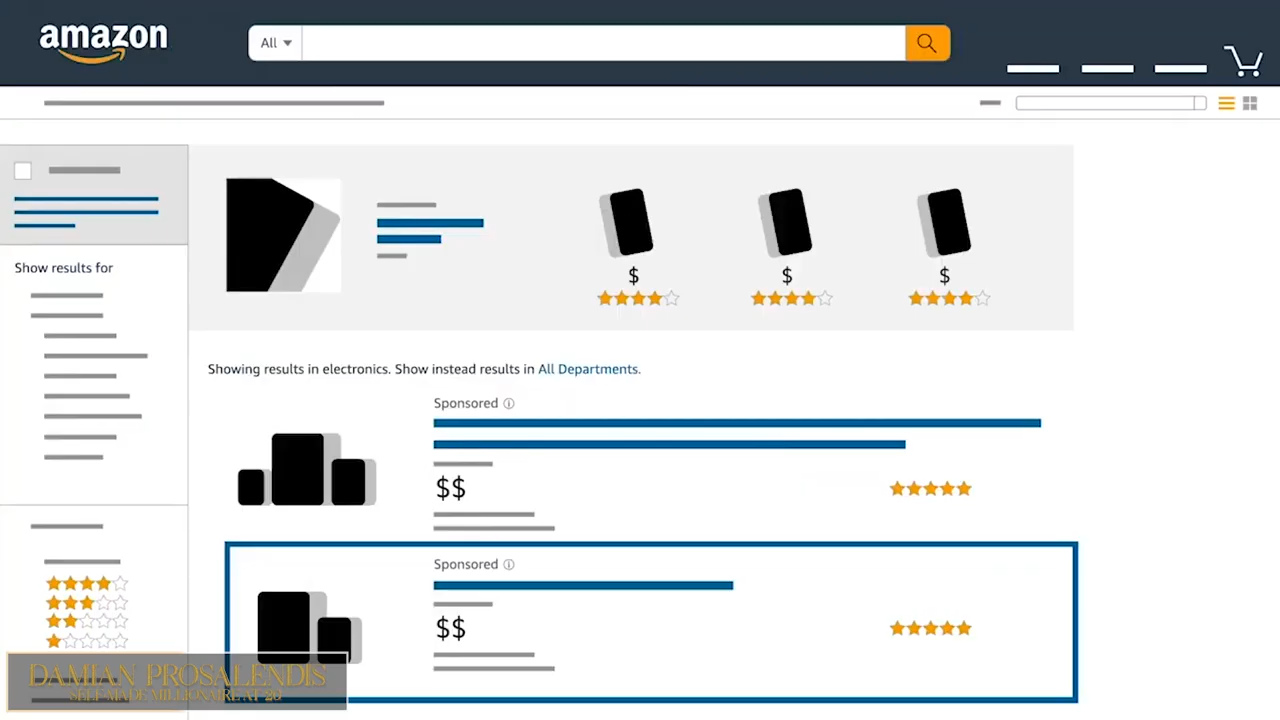 amazon
All
Show results for
$
$
$
Showing results in electronics. Show instead results in All Departments.
Sponsored
$$
Sponsored
$$
DAMIAN PROSALENDIS
SELF MADE MILLIONAIRE AT 26